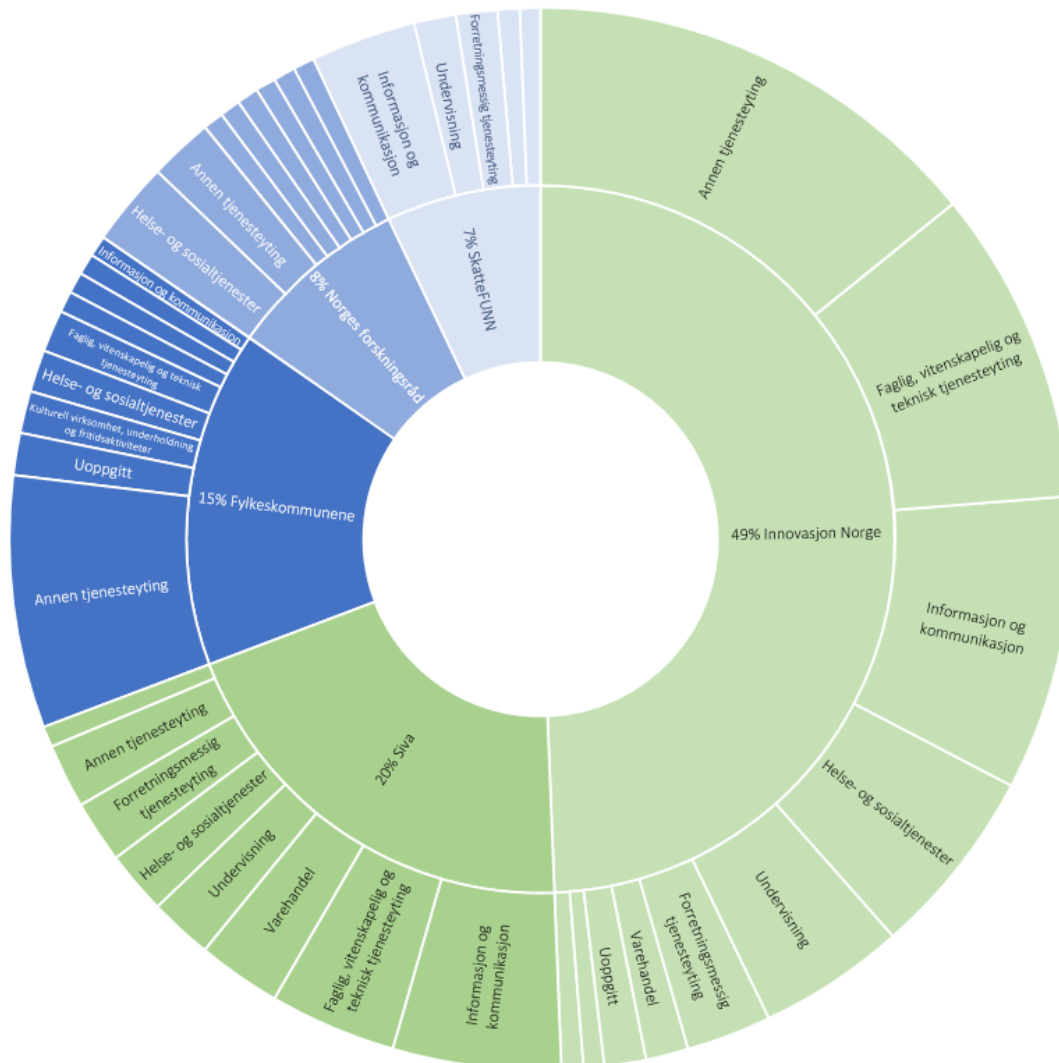 49% Innovasjon Norge
Annen tjenesteyting
Faglig, vitenskapelig og
teknisk tjenesteyting
Informasjon og
kommunikasjon
Helse- og sosialtjenester
Undervisning
Forretningsmessig
tjenesteyting
Varehandel
Uoppgitt
20% Siva
Informasjon og
kommunikasjon
Faglig, vitenskapelig og
teknisk tjenesteyting
Varehandel
Undervisning
Helse- og sosialtjenester
Forretningsmessig
tjenesteyting
Annen tjenesteyting
15% Fylkeskommunene
Annen tjenesteyting
Uoppgitt
Kulturell virksomhet, underholdning
og fritidsaktiviteter
Helse- og sosialtjenester
Faglig, vitenskapelig og teknisk
tjenesteyting
Informasjon og kommunikasjon
8% Norges forskningsråd
Helse- og sosialtjenester
Annen tjenesteyting
7% SkatteFUNN
Informasjon og
kommunikasjon
Undervisning
Forretningsmessig tjenesteyting